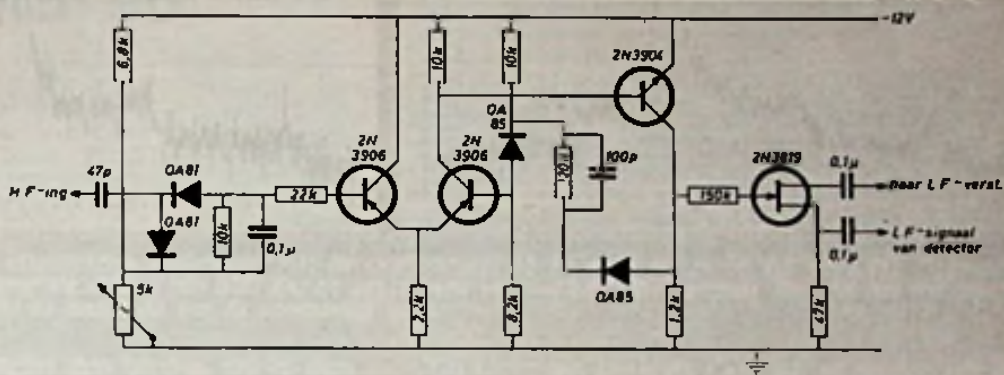 -12V
6,8k
10k
10k
2N3904
OA
85
2N
3906
2N
3906
20k
100p
47p
OA81
HF-ing
22k
2N3819
0,1µ
naar LF-verst.
OA81
10k
0,1µ
150k
0,1µ
LF-signaal
van detector
5k
OA85
2,2k
8,2k
1,2k
47k